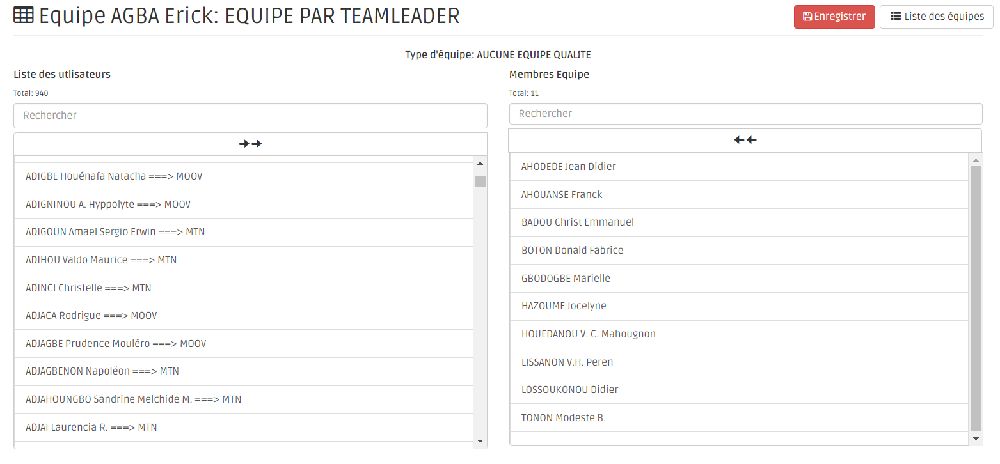 Equipe AGBA Erick: EQUIPE PAR TEAMLEADER
Enregistrer
Liste des équipes
Type d'équipe: AUCUNE EQUIPE QUALITE
Liste des utlisateurs
Total: 940
Rechercher
ADIGBE Houénafa Natacha ===> MOOV
ADIGNINOU A. Hyppolyte ===> MOOV
ADIGOUN Amael Sergio Erwin ===> MTN
ADIHOU Valdo Maurice ===> MTN
ADINCI Christelle ===> MTN
ADJACA Rodrigue ===> MOOV
ADJAGBE Prudence Mouléro ===> MOOV
ADJAGBENON Napoléon ===> MTN
ADJAHOUNGBO Sandrine Melchide M. ===> MTN
ADJAI Laurencia R. ===> MTN
Membres Equipe
Total: 11
Rechercher
AHODEDE Jean Didier
AHOUANSE Franck
BADOU Christ Emmanuel
BOTON Donald Fabrice
GBODOGBE Marielle
HAZOUME Jocelyne
HOUEDANOU V. C. Mahougnon
LISSANON V.H. Peren
LOSSOUKONOU Didier
TONON Modeste B.